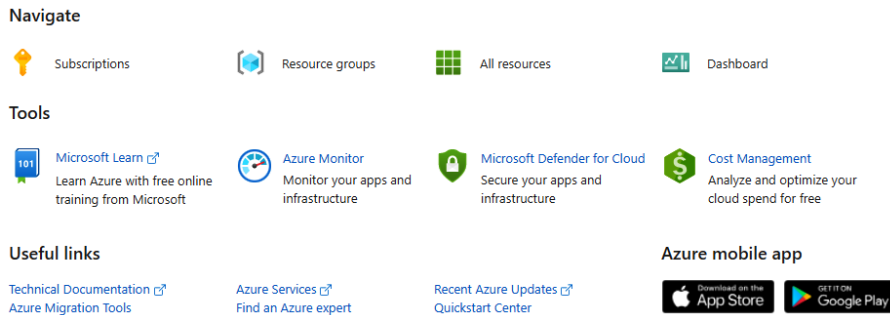 Navigate
Subscriptions
Resource groups
All resources
Dashboard
Tools
101
Microsoft Learn
Learn Azure with free online
training from Microsoft
Azure Monitor
Monitor your apps and
infrastructure
Microsoft Defender for Cloud
Secure your apps and
infrastructure
$
Cost Management
Analyze and optimize your
cloud spend for free
Useful links
Technical Documentation
Azure Services
Recent Azure Updates
Azure Migration Tools
Find an Azure expert
Quickstart Center
Azure mobile app
Download on the
App Store
GET IT ON
Google Play